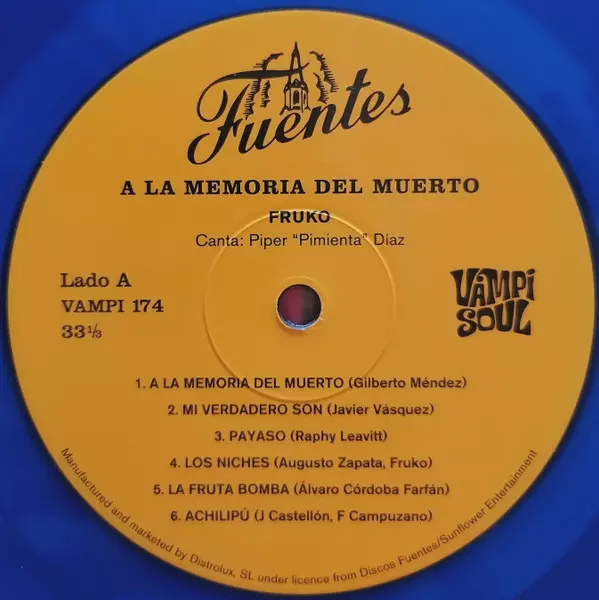 Fuentes
A LA MEMORIA DEL MUERTO
FRUKO
Canta: Piper “Pimienta” Díaz
Lado A
VAMPI 174
33⅓
VAMPI
SOUL
1. A LA MEMORIA DEL MUERTO (Gilberto Méndez)
2. MI VERDADERO SON (Javier Vásquez)
3. PAYASO (Raphy Leavitt)
4. LOS NICHES (Augusto Zapata, Fruko)
5. LA FRUTA BOMBA (Álvaro Córdoba Farfán)
6. ACHILIPÚ (J Castellón, F Campuzano)
Manufactured and marketed by Distrolux, SL under licence from Discos Fuentes/Sunflower Entertainment